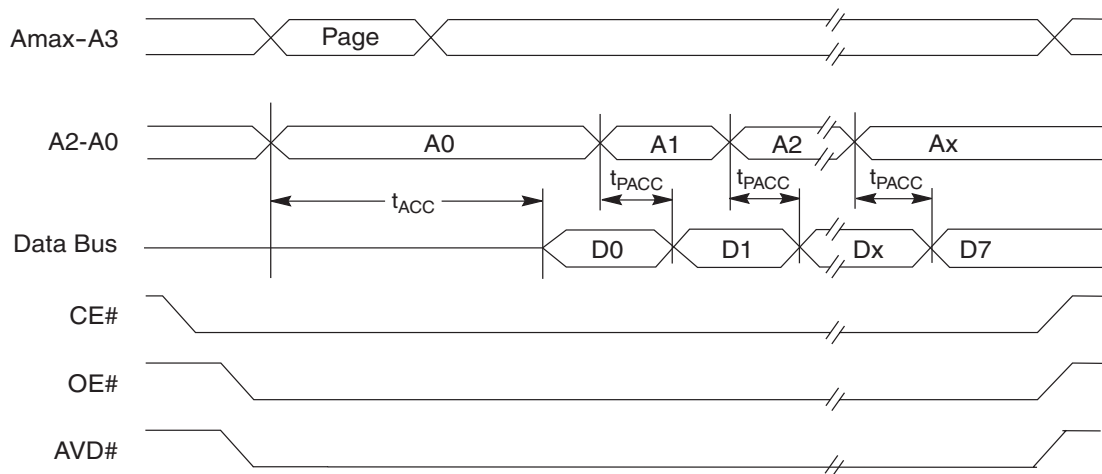 Amax-A3 Page
A2-A0 A0 A1 A2 Ax
tACC tPACC tPACC tPACC
Data Bus D0 D1 Dx D7
CE#
OE#
AVD#